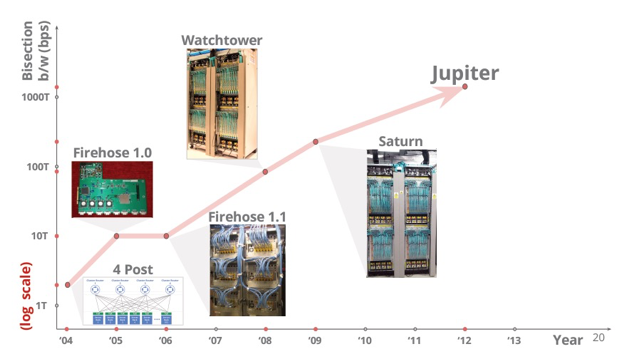 Bisection
b/w (bps)
Watchtower
Jupiter
1000T
Saturn
Firehose 1.0
100T
Firehose 1.1
10T
4 Post
(log scale)
1T
'04
'05
'06
'07
'08
'09
'10
'11
'12
'13
Year
20